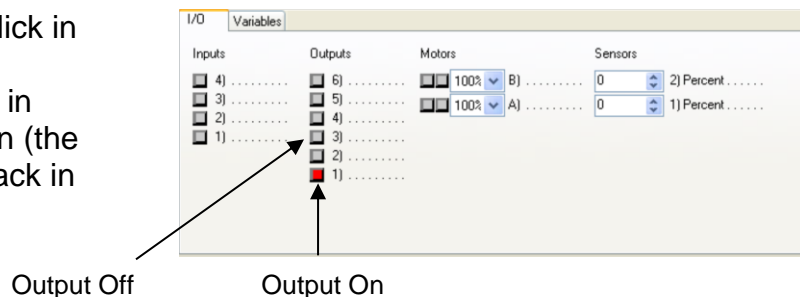 lick in
in
n (the
ack in
I/O Variables
Inputs Outputs Motors Sensors
4) . . . . . . . . . 6) . . . . . . . . . 100% B) . . . . . . . . . 0 2) Percent . . . . . .
3) . . . . . . . . . 5) . . . . . . . . . 100% A) . . . . . . . . . 0 1) Percent . . . . . .
2) . . . . . . . . . 4) . . . . . . . . .
1) . . . . . . . . . 3) . . . . . . . . .
2) . . . . . . . . .
1) . . . . . . . . .
Output Off Output On